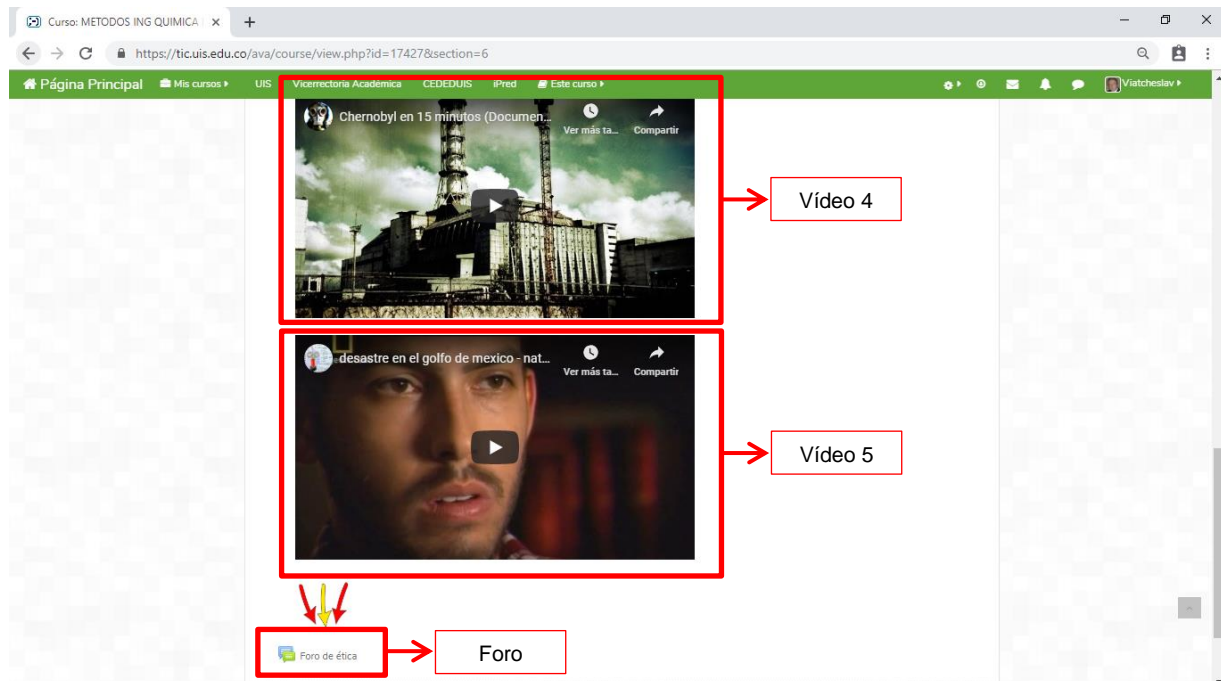 Curso: METODOS ING QUIMICA
https://tic.uis.edu.co/ava/course/view.php?id=17427&section=6
Página Principal Mis cursos UIS Vicerrectoría Académica CEDEDUIS iPred Este curso Viatcheslav
Chernobyl en 15 minutos (Documen...
Ver más ta... Compartir
Vídeo 4
desastre en el golfo de mexico - nat...
Ver más ta... Compartir
Vídeo 5
Foro de ética
Foro